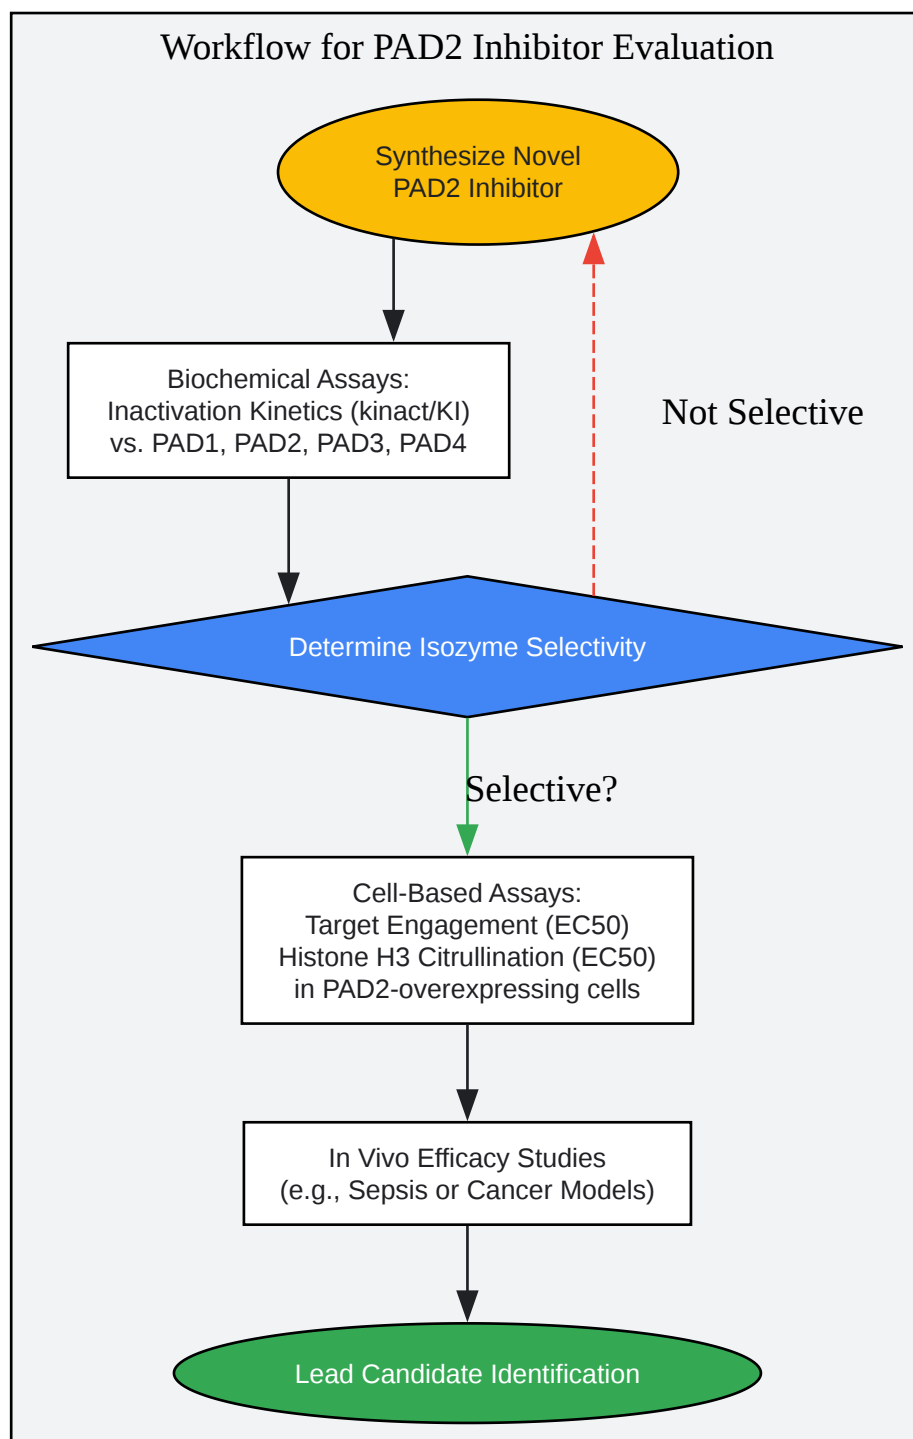 Workflow for PAD2 Inhibitor Evaluation
Synthesize Novel
PAD2 Inhibitor
Biochemical Assays:
Inactivation Kinetics (kinact/KI)
vs. PAD1, PAD2, PAD3, PAD4
Not Selective
Determine Isozyme Selectivity
Selective?
Cell-Based Assays:
Target Engagement (EC50)
Histone H3 Citrullination (EC50)
in PAD2-overexpressing cells
In Vivo Efficacy Studies
(e.g., Sepsis or Cancer Models)
Lead Candidate Identification